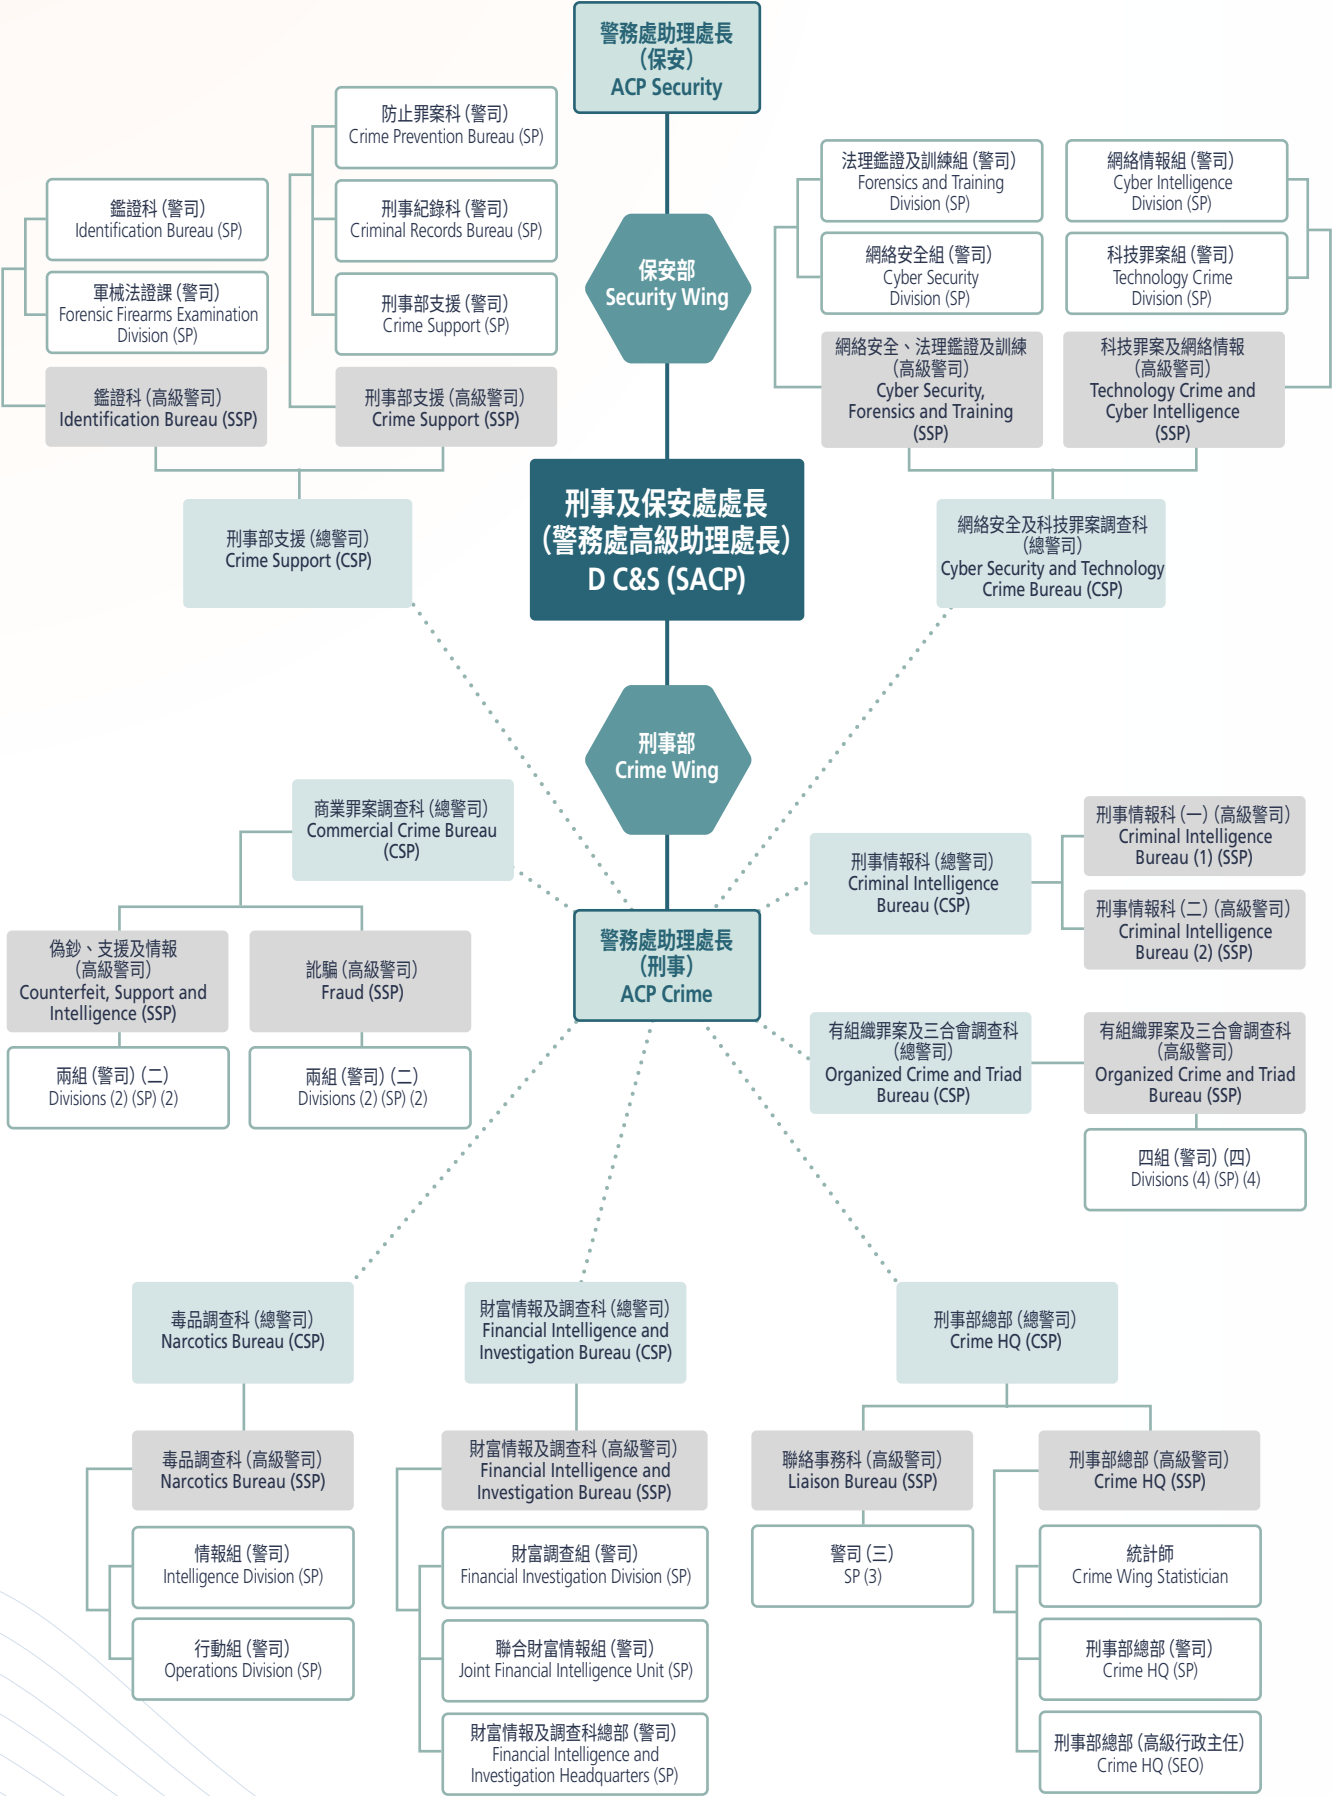 警務處助理處長
（保安）
ACP Security
防止罪案科（警司）
Crime Prevention Bureau (SP)
刑事紀錄科（警司）
Criminal Records Bureau (SP)
刑事部支援（警司）
Crime Support (SP)
鑑證科（警司）
Identification Bureau (SP)
軍械法證課（警司）
Forensic Firearms Examination
Division (SP)
鑑證科（高級警司）
Identification Bureau (SSP)
刑事部支援（高級警司）
Crime Support (SSP)
刑事部支援（總警司）
Crime Support (CSP)
保安部
Security Wing
法理鑑證及訓練組（警司）
Forensics and Training
Division (SP)
網絡情報組（警司）
Cyber Intelligence
Division (SP)
網絡安全組（警司）
Cyber Security
Division (SP)
科技罪案組（警司）
Technology Crime
Division (SP)
網絡安全、法理鑑證及訓練
（高級警司）
Cyber Security,
Forensics and Training
(SSP)
科技罪案及網絡情報
（高級警司）
Technology Crime and
Cyber Intelligence
(SSP)
網絡安全及科技罪案調查科
（總警司）
Cyber Security and Technology
Crime Bureau (CSP)
刑事及保安處處長
（警務處高級助理處長）
D C&S (SACP)
刑事部
Crime Wing
商業罪案調查科（總警司）
Commercial Crime Bureau
(CSP)
偽鈔、支援及情報
（高級警司）
Counterfeit, Support and
Intelligence (SSP)
訛騙（高級警司）
Fraud (SSP)
兩組（警司）（二）
Divisions (2) (SP) (2)
兩組（警司）（二）
Divisions (2) (SP) (2)
警務處助理處長
（刑事）
ACP Crime
刑事情報科（總警司）
Criminal Intelligence
Bureau (CSP)
刑事情報科（一）（高級警司）
Criminal Intelligence
Bureau (1) (SSP)
刑事情報科（二）（高級警司）
Criminal Intelligence
Bureau (2) (SSP)
有組織罪案及三合會調查科
（總警司）
Organized Crime and Triad
Bureau (CSP)
有組織罪案及三合會調查科
（高級警司）
Organized Crime and Triad
Bureau (SSP)
四組（警司）（四）
Divisions (4) (SP) (4)
毒品調查科（總警司）
Narcotics Bureau (CSP)
毒品調查科（高級警司）
Narcotics Bureau (SSP)
情報組（警司）
Intelligence Division (SP)
行動組（警司）
Operations Division (SP)
財富情報及調查科（總警司）
Financial Intelligence and
Investigation Bureau (CSP)
財富情報及調查科（高級警司）
Financial Intelligence and
Investigation Bureau (SSP)
財富調查組（警司）
Financial Investigation Division (SP)
聯合財富情報組（警司）
Joint Financial Intelligence Unit (SP)
財富情報及調查科總部（警司）
Financial Intelligence and
Investigation Headquarters (SP)
刑事部總部（總警司）
Crime HQ (CSP)
聯絡事務科（高級警司）
Liaison Bureau (SSP)
警司（三）
SP (3)
刑事部總部（高級警司）
Crime HQ (SSP)
統計師
Crime Wing Statistician
刑事部總部（警司）
Crime HQ (SP)
刑事部總部（高級行政主任）
Crime HQ (SEO)